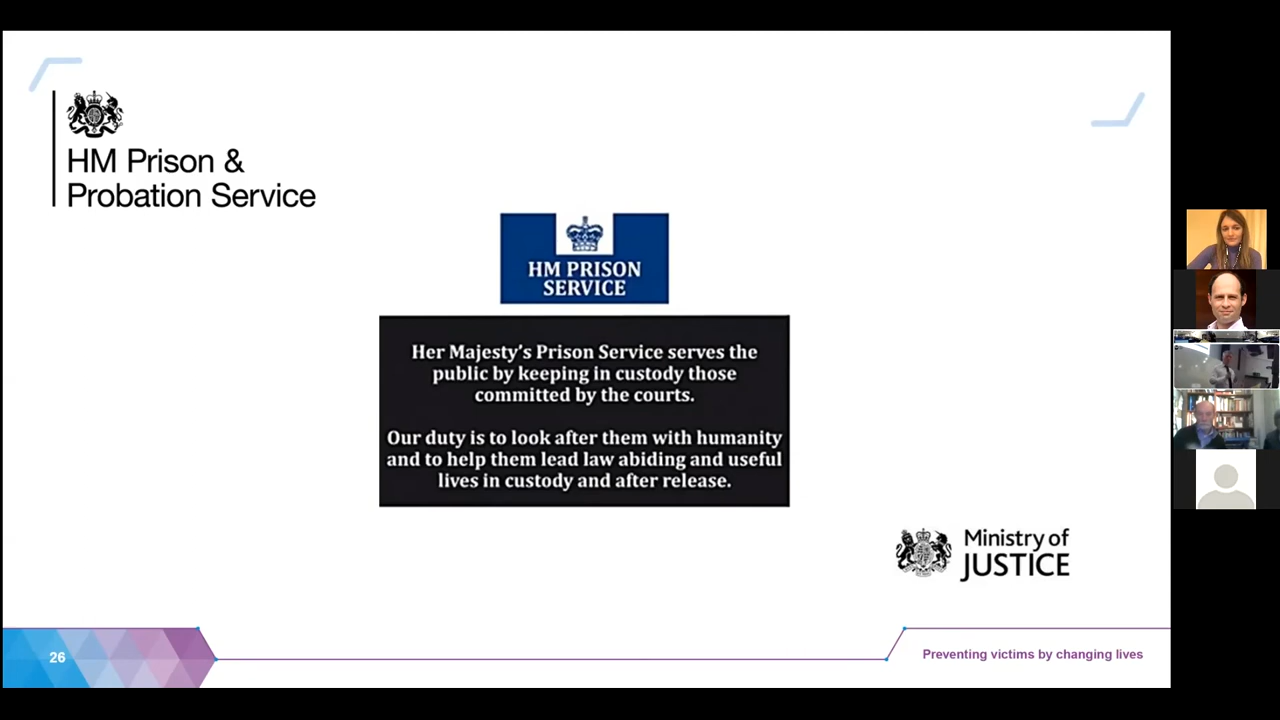 HM Prison &
Probation Service
HM PRISON
SERVICE
Her Majesty's Prison Service serves the
public by keeping in custody those
committed by the courts.
Our duty is to look after them with humanity
and to help them lead law abiding and useful
lives in custody and after release.
Ministry of
JUSTICE
26
Preventing victims by changing lives